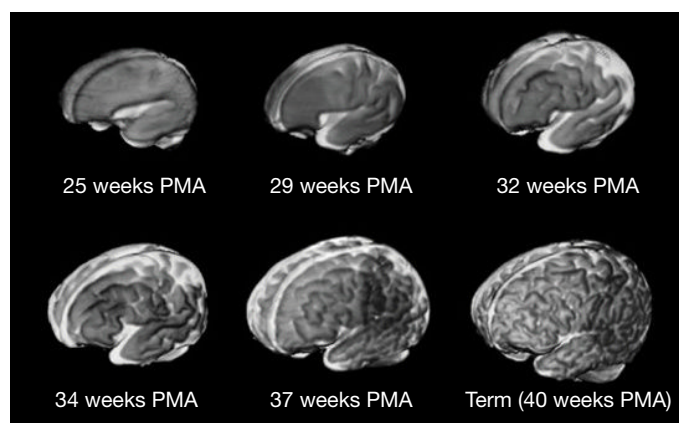 25 weeks PMA
29 weeks PMA
32 weeks PMA
34 weeks PMA
37 weeks PMA
Term (40 weeks PMA)